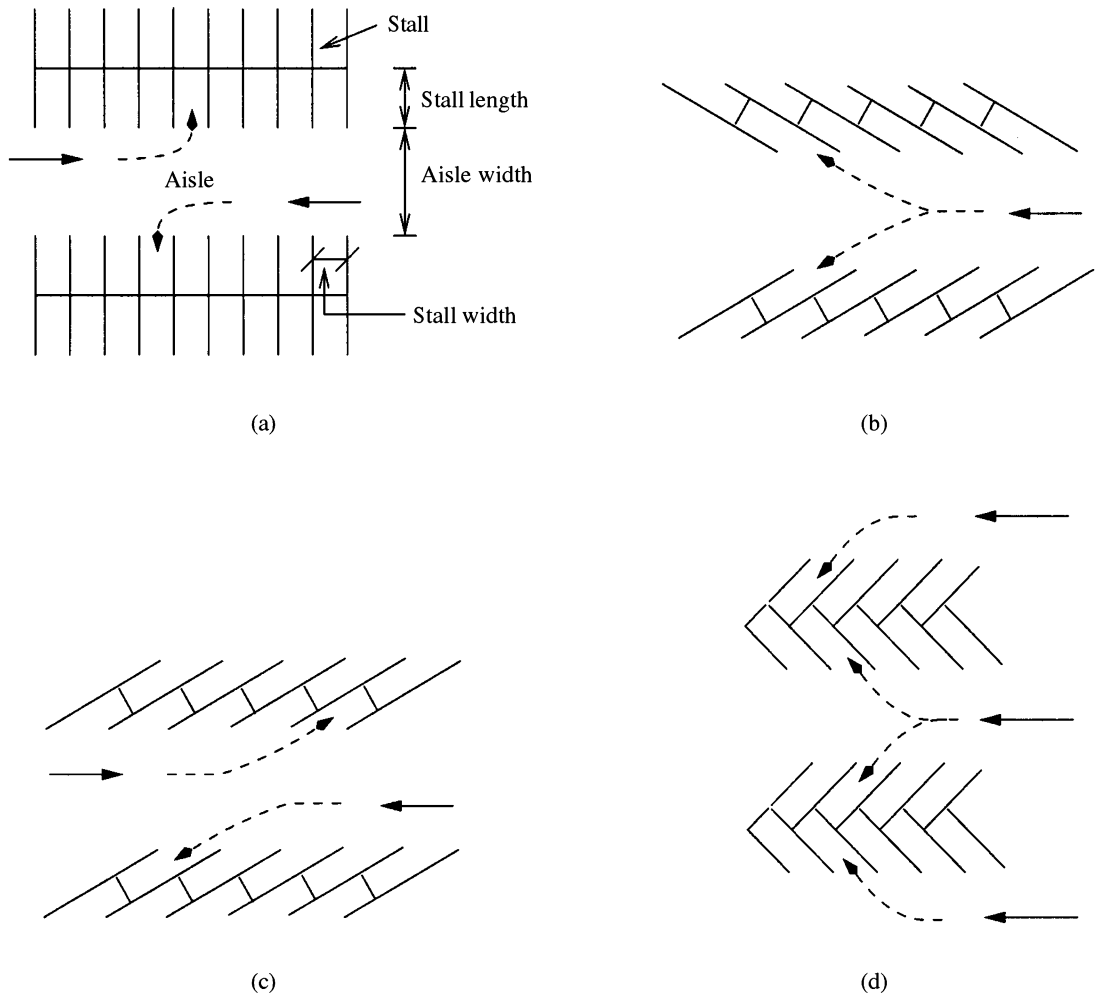 Stall
Stall length
Aisle width
Aisle
Stall width
(a)
(b)
(c)
(d)